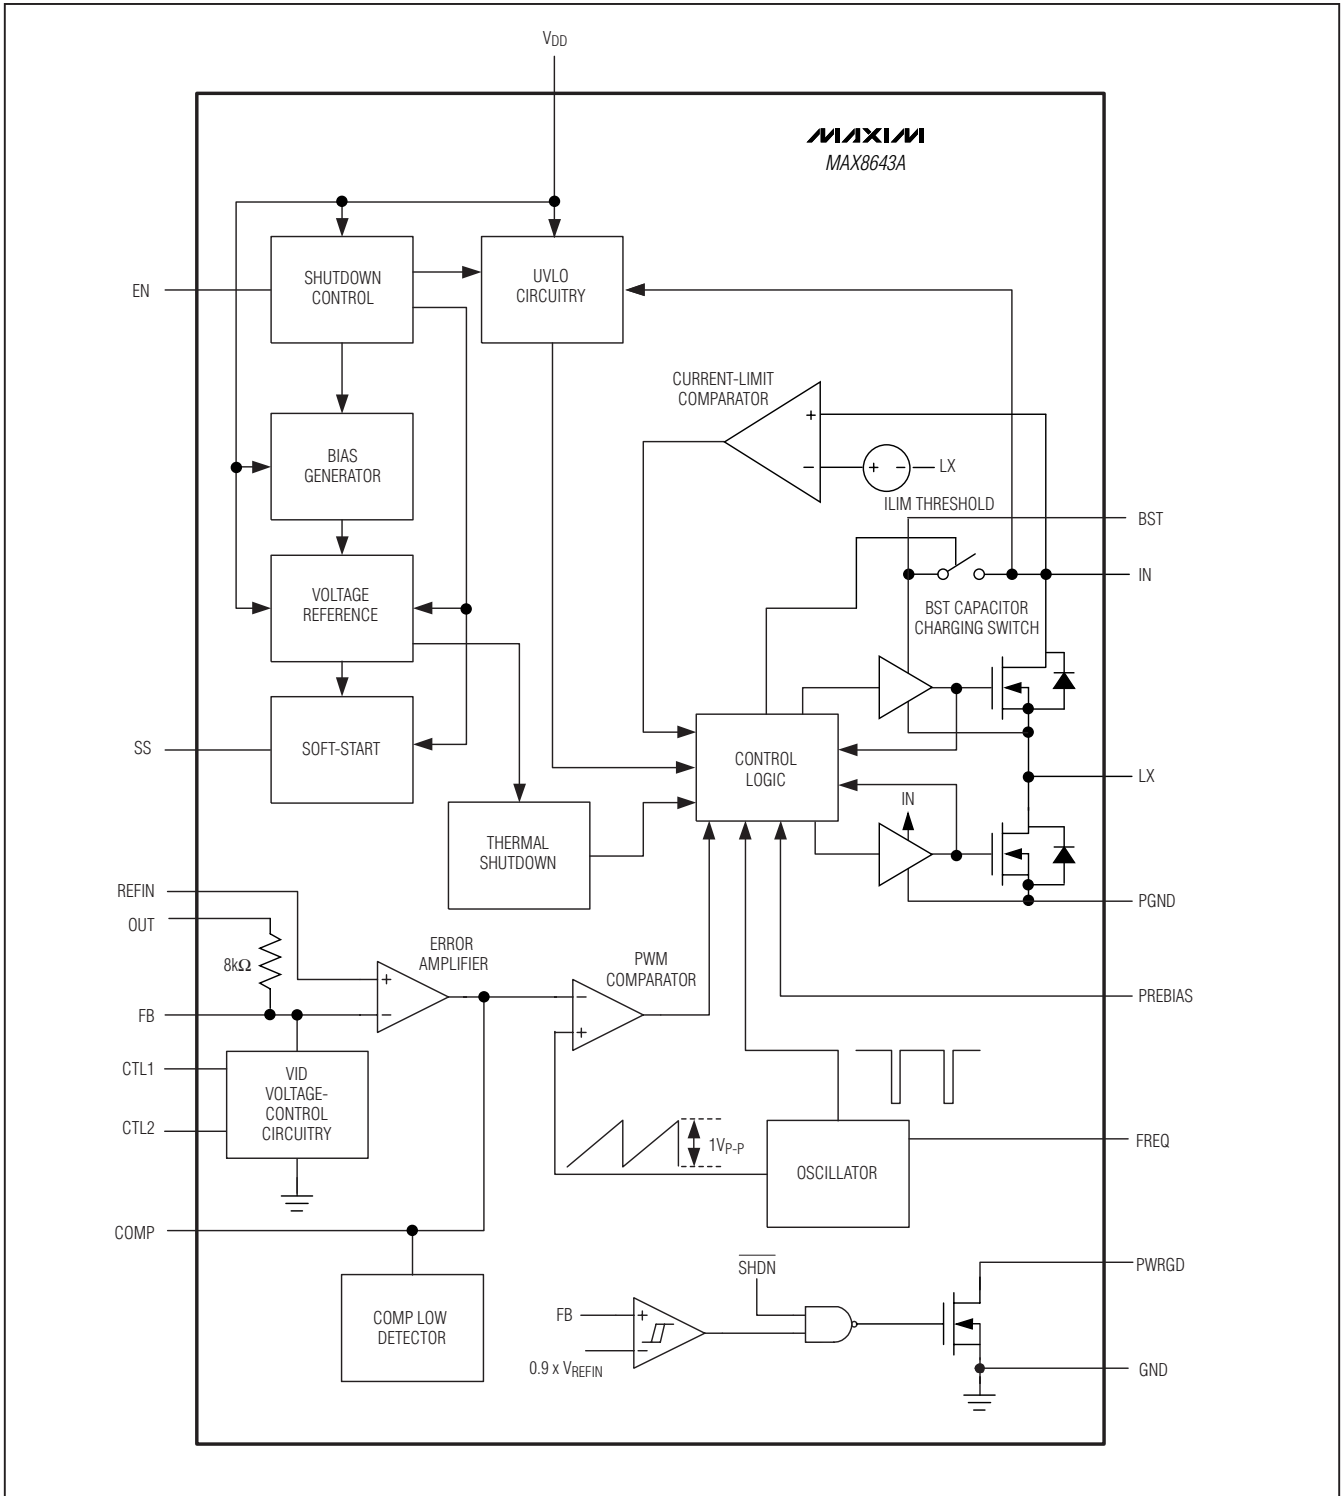 VDD
MAXIM
MAX8643A
EN
SHUTDOWN
CONTROL
UVLO
CIRCUITRY
CURRENT-LIMIT
COMPARATOR
+
−
+ −
LX
ILIM THRESHOLD
BIAS
GENERATOR
BST
IN
BST CAPACITOR
CHARGING SWITCH
VOLTAGE
REFERENCE
SS
SOFT-START
CONTROL
LOGIC
LX
IN
THERMAL
SHUTDOWN
REFIN
OUT
8kΩ
FB
ERROR
AMPLIFIER
+
−
PWM
COMPARATOR
−
+
PGND
PREBIAS
CTL1
CTL2
VID
VOLTAGE-
CONTROL
CIRCUITRY
1VP-P
OSCILLATOR
FREQ
COMP
COMP LOW
DETECTOR
SHDN
FB
+
−
0.9 x VREFIN
PWRGD
GND